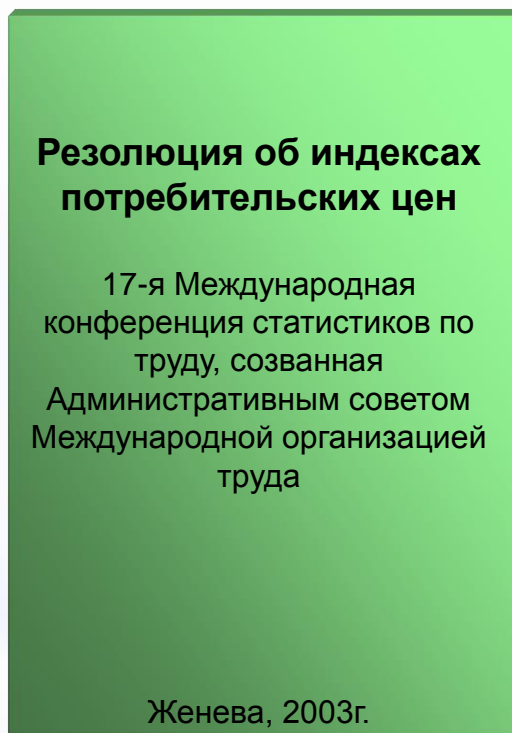 Резолюция об индексах
потребительских цен
17-я Международная
конференция статистиков по
труду, созванная
Административным советом
Международной организацией
труда
Женева, 2003г.